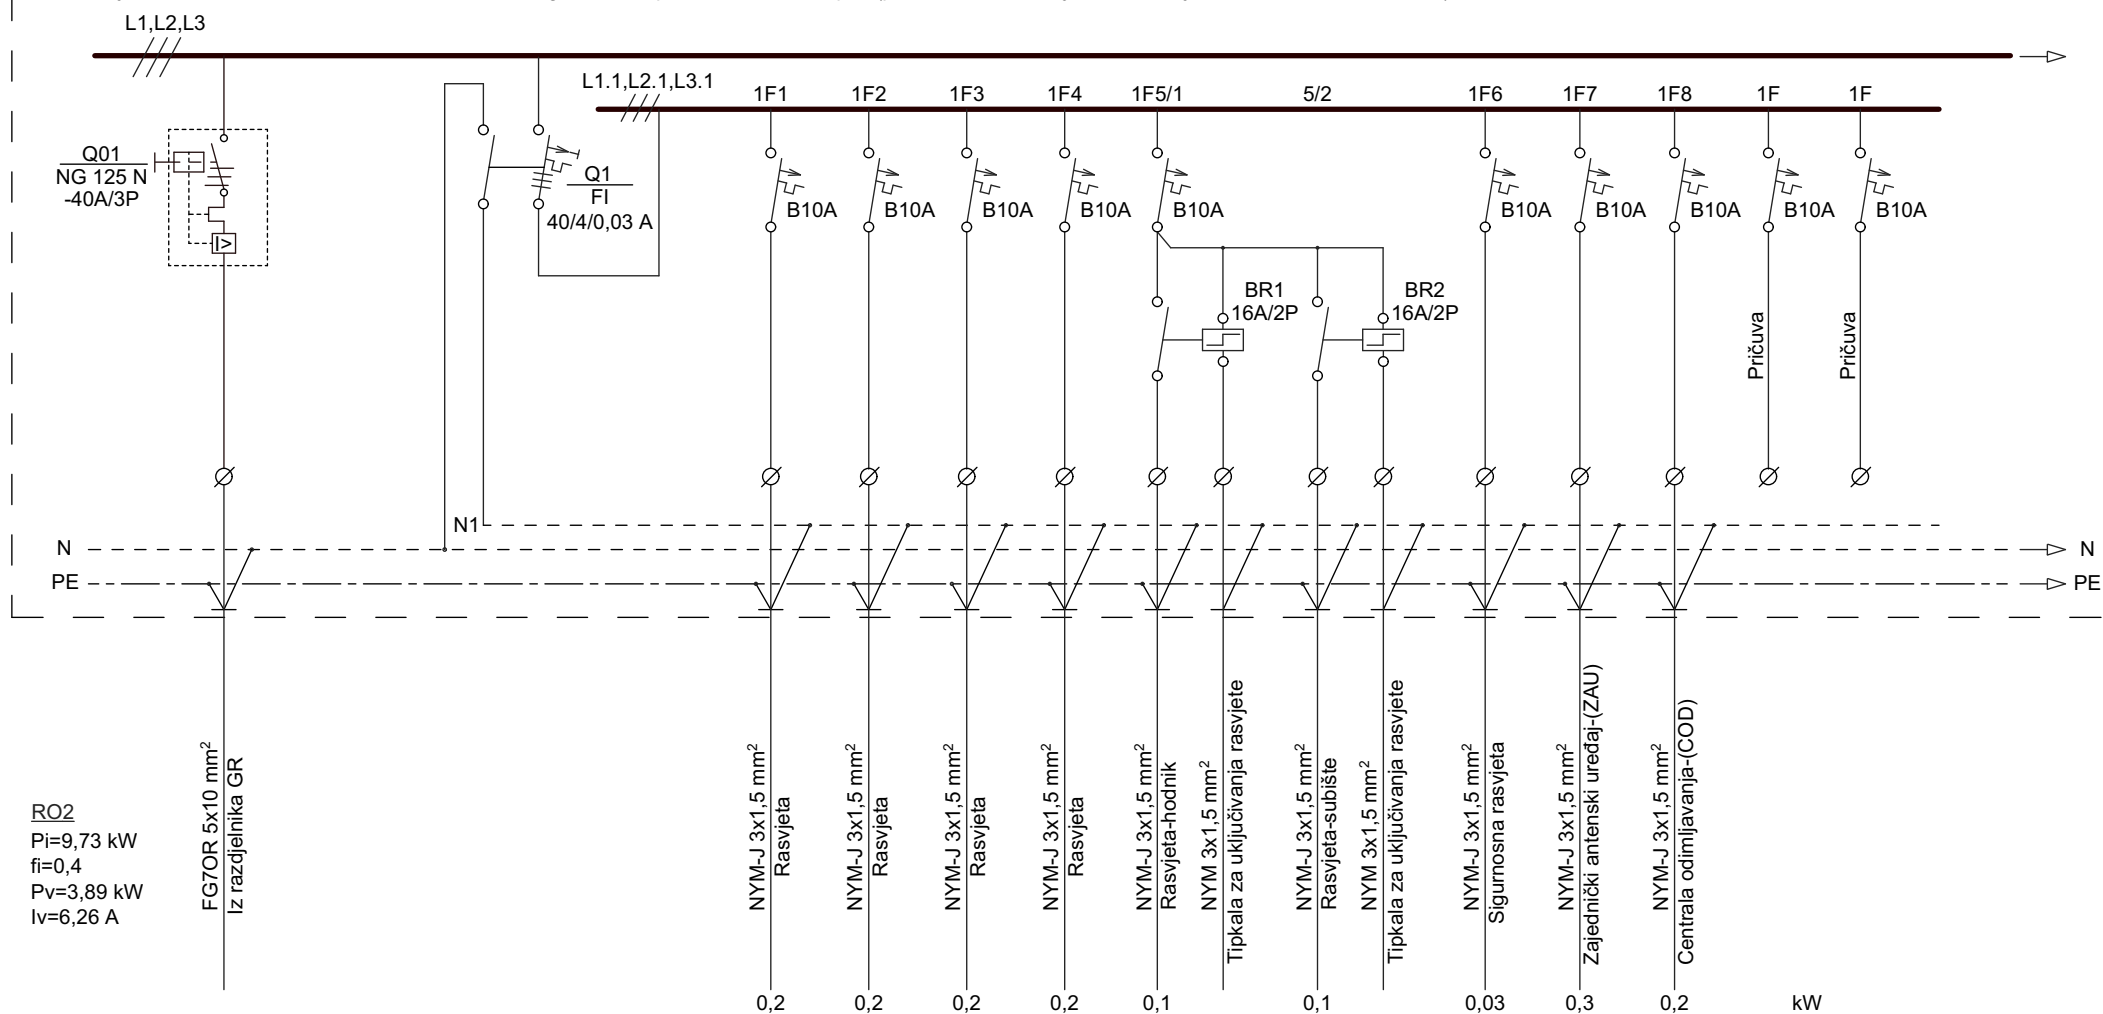 L1,L2,L3
L1.1,L2.1,L3.1
1F1
1F2
1F3
1F4
1F5/1
5/2
1F6
1F7
1F8
1F
1F
Q01
NG 125 N
-40A/3P
I>
Q1
FI
40/4/0,03 A
B10A
B10A
B10A
B10A
B10A
B10A
B10A
B10A
B10A
B10A
BR1
16A/2P
BR2
16A/2P
Pričuva
Pričuva
N1
N
N
PE
PE
RO2
Pi=9,73 kW
fi=0,4
Pv=3,89 kW
Iv=6,26 A
FG7OR 5x10 mm²
Iz razdjelnika GR
NYM-J 3x1,5 mm²
Rasvjeta
NYM-J 3x1,5 mm²
Rasvjeta
NYM-J 3x1,5 mm²
Rasvjeta
NYM-J 3x1,5 mm²
Rasvjeta
NYM-J 3x1,5 mm²
Rasvjeta-hodnik
NYM 3x1,5 mm²
Tipkala za uključivanja rasvjete
NYM-J 3x1,5 mm²
Rasvjeta-subište
NYM 3x1,5 mm²
Tipkala za uključivanja rasvjete
NYM-J 3x1,5 mm²
Sigurnosna rasvjeta
NYM-J 3x1,5 mm²
Zajednički antenski uređaj-(ZAU)
NYM-J 3x1,5 mm²
Centrala odimljavanja-(COD)
0,2
0,2
0,2
0,2
0,1
0,1
0,03
0,3
0,2
kW